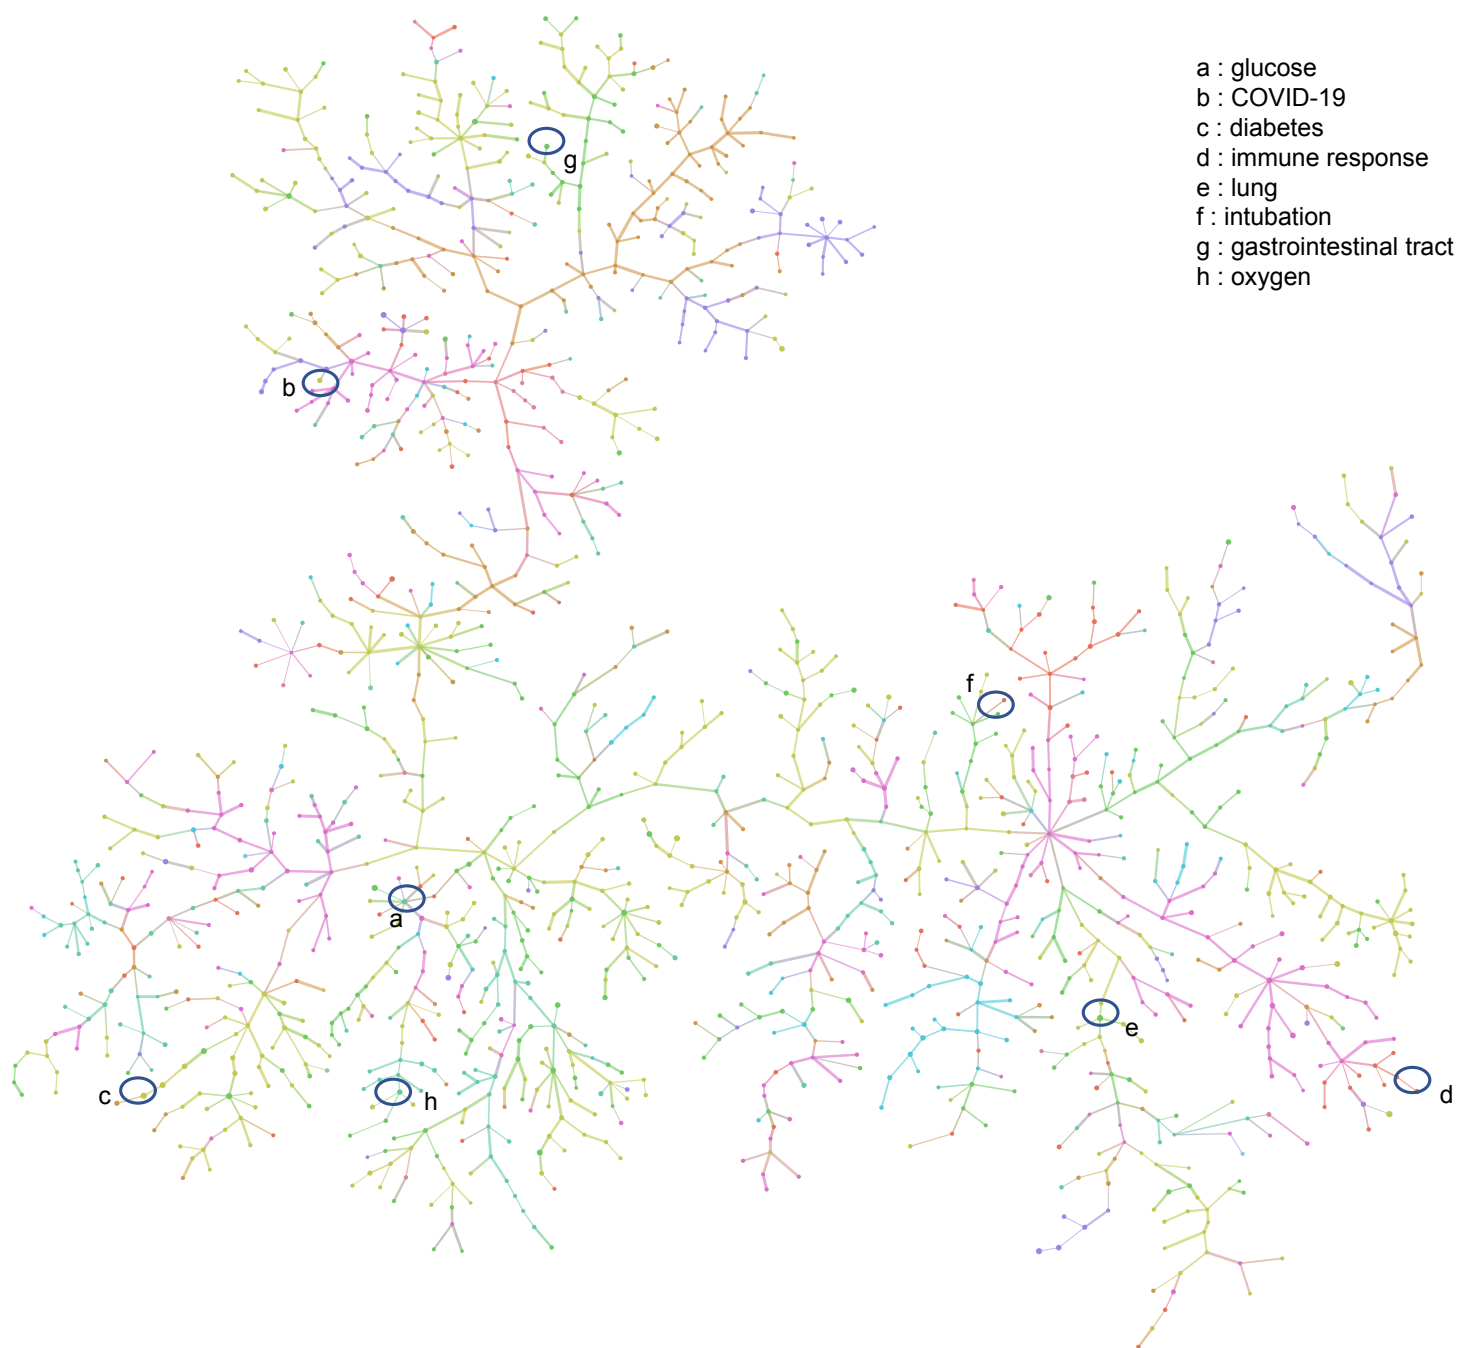 a : glucose
b : COVID-19
c : diabetes
d : immune response
e : lung
f : intubation
g : gastrointestinal tract
h : oxygen
g
b
f
a
e
c
h
d